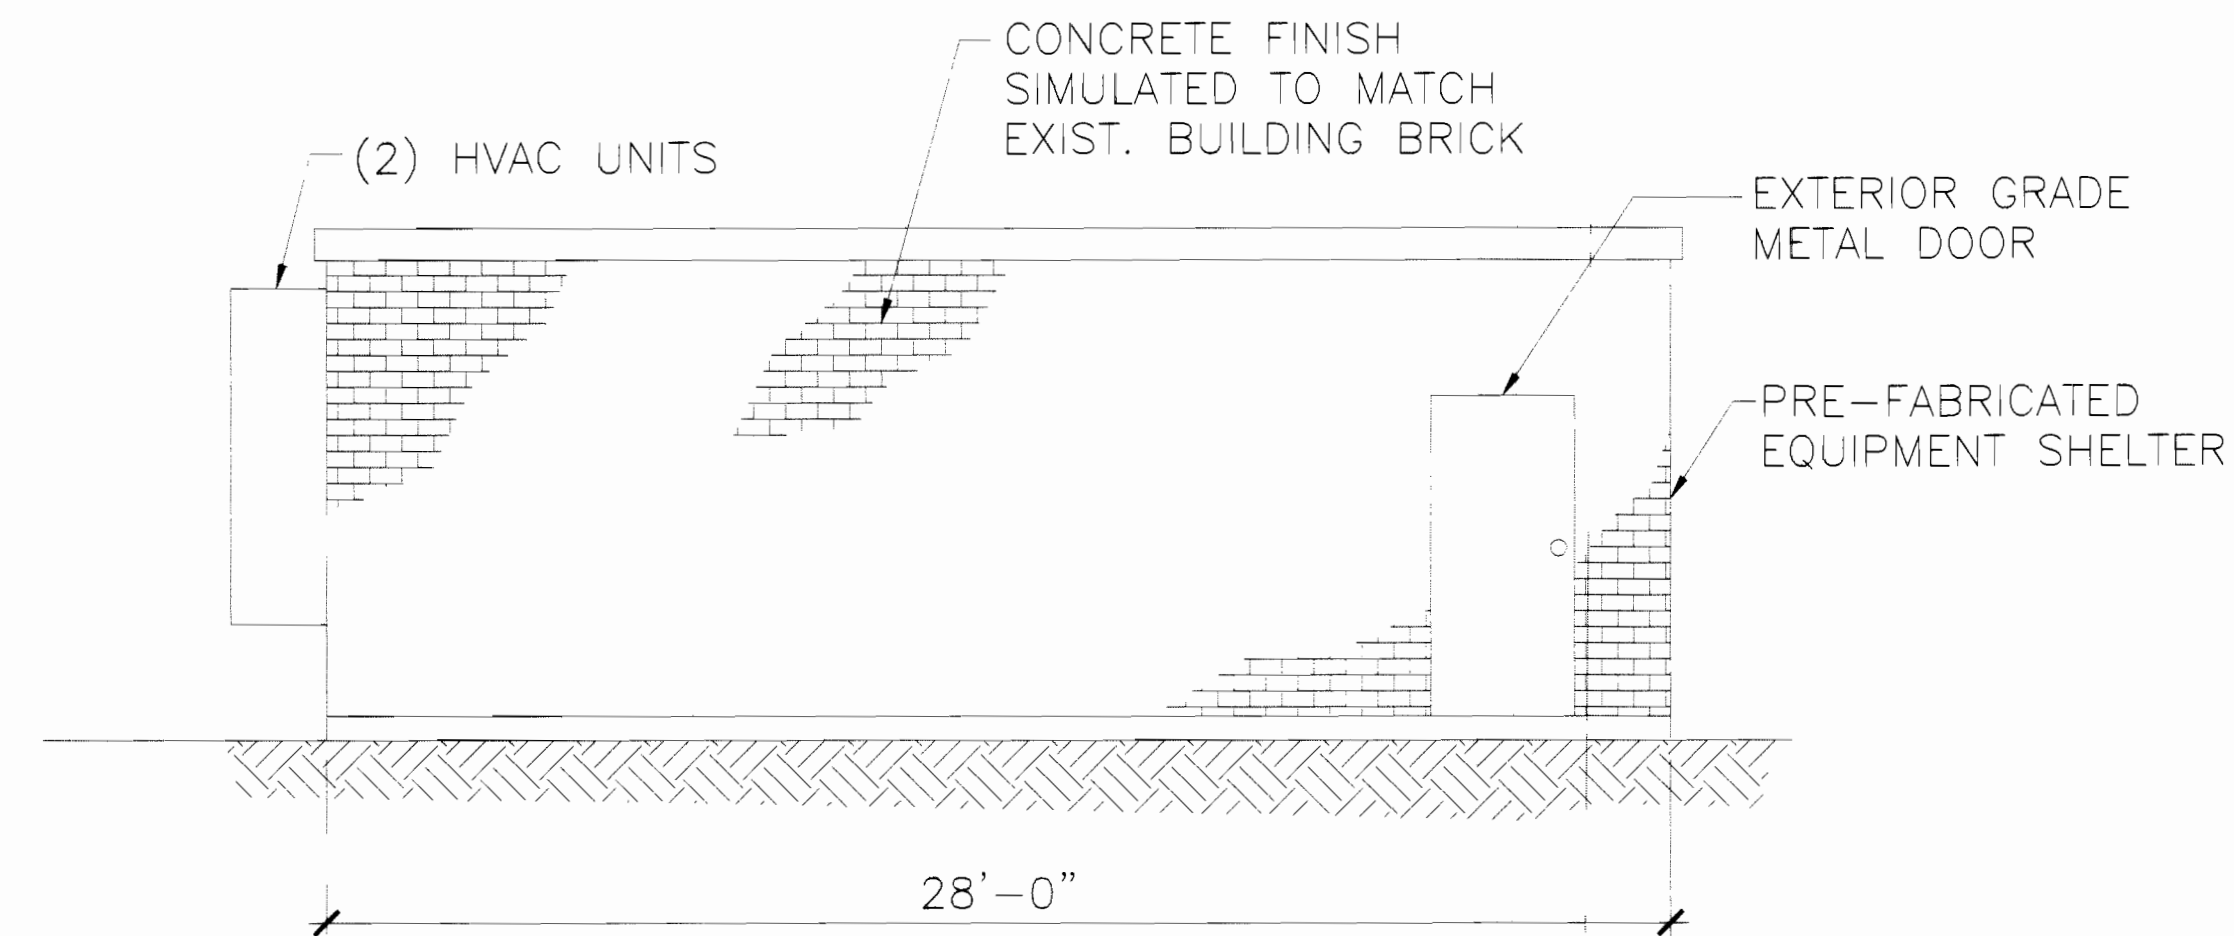 CONCRETE FINISH
SIMULATED TO MATCH
EXIST. BUILDING BRICK
(2) HVAC UNITS
EXTERIOR GRADE
METAL DOOR
PRE-FABRICATED
EQUIPMENT SHELTER
28'-0"